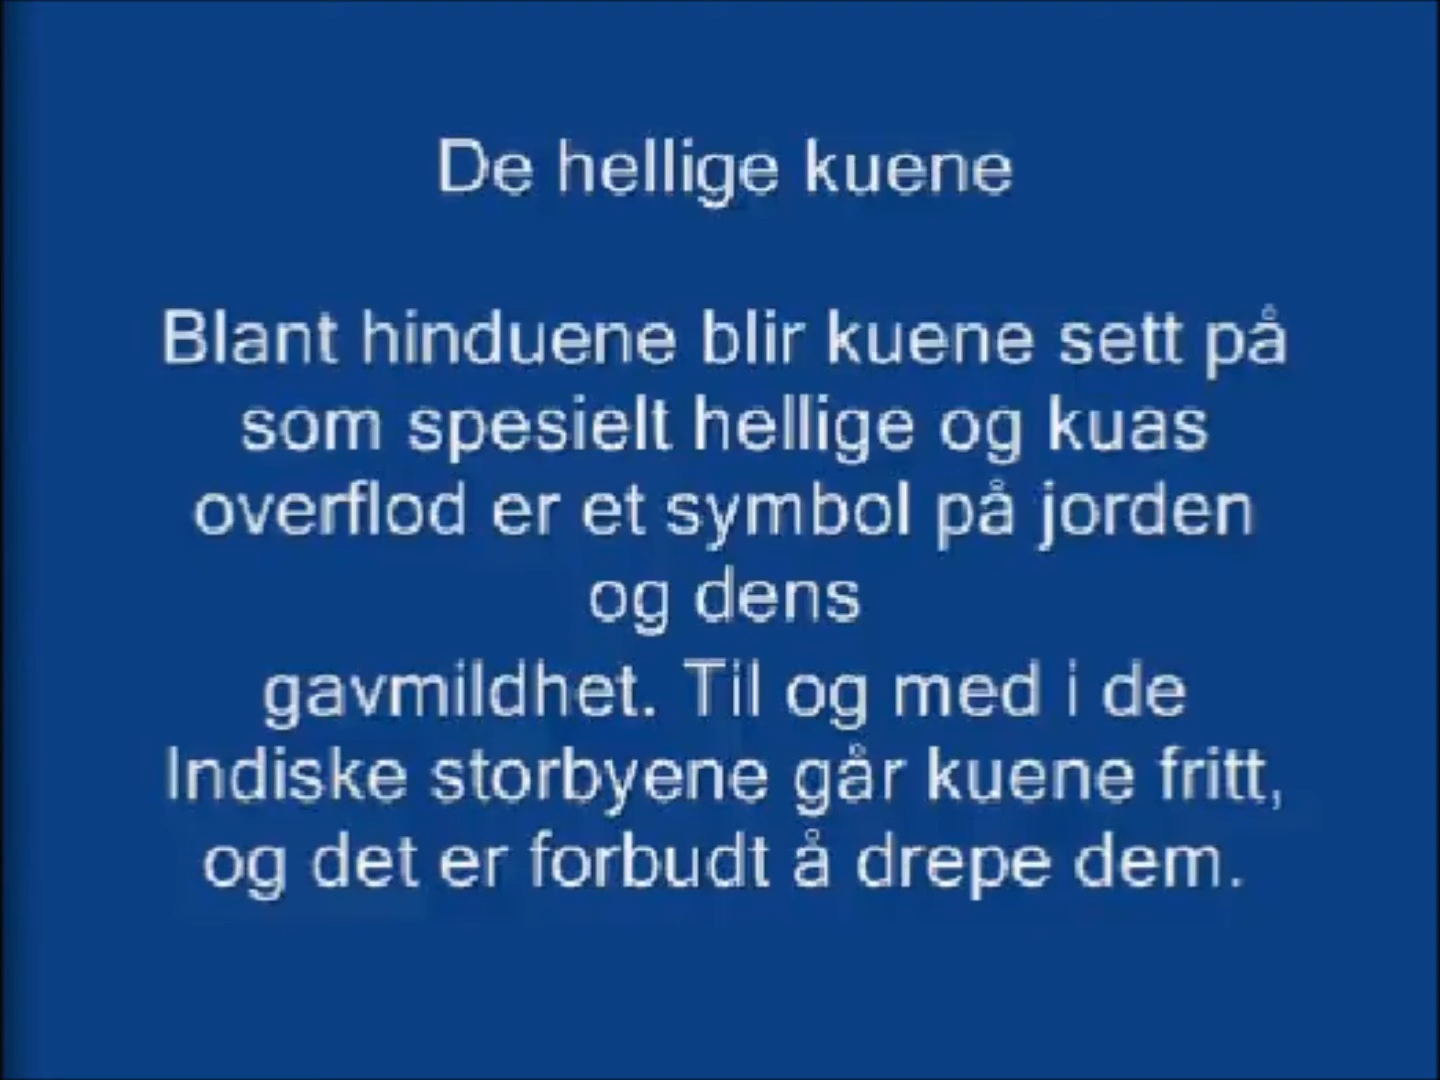 De hellige kuene
Blant hinduene blir kuene sett på
som spesielt hellige og kuas
overflod er et symbol på jorden
og dens
gavmildhet. Til og med i de
Indiske storbyene går kuene fritt,
og det er forbudt å drepe dem.